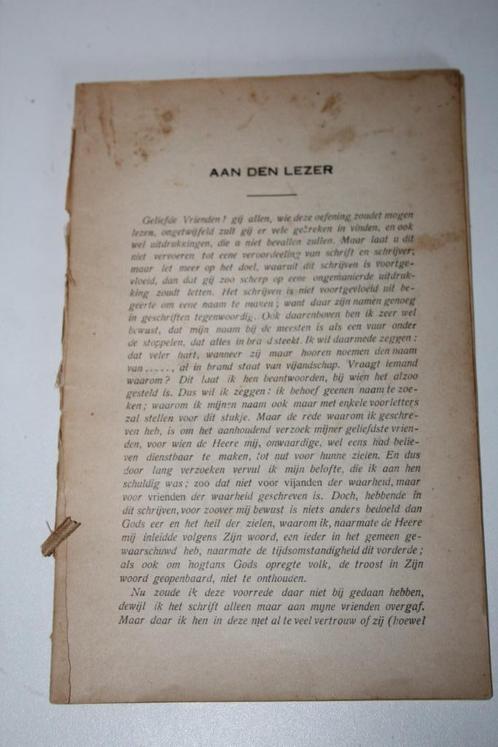 AAN DEN LEZER
Geliefde Vrienden! gij allen, wie deze oefening zoudet mogen
lezen, ongetwijfeld zult gij er vele gebreken in vinden, en ook
wel uitdrukkingen, die u niet bevallen zullen. Maar laat u dit
niet vervoeren tot eene veroordeeling van schrift en schrijver;
maar let meer op het doel, waaruit dit schrijven is voortge-
vloeid, dan dat gij zoo scherp op eene ongemanierde uitdruk-
king zoudt letten. Het schrijven is niet voortgevloeid uit be-
geerte om eene naam te maken; want daar zijn namen genoeg
in geschriften tegenwoordig. Ook daarenboven ben ik zeer wel
bewust, dat mijn naam bij de meesten is als een vuur onder
de stoppelen, dat alles in bra d steekt. Ik wil daarmede zeggen:
dat veler hart, wanneer zij maar hooren noemen den naam
van ....., al in brand staat van vijandschap. Vraagt iemand
waarom? Dit laat ik hen beantwoorden, bij wien het alzoo
gesteld is. Dus wil ik zeggen: ik behoef geenen naam te zoe-
ken; waarom ik mijnen naam ook maar met enkele voorletters
zal stellen voor dit stukje. Maar de rede waarom ik geschre-
ven heb, is om het aanhoudend verzoek mijner geliefdste vrien-
den, voor wien de Heere mij, onwaardige, wel eens had belie-
ven dienstbaar te maken, tot nut voor hunne zielen. En dus
door lang verzoeken vervul ik mijn belofte, die ik aan hen
schuldig was; zoo dat niet voor vijanden der waarheid, maar
voor vrienden der waarheid geschreven is. Doch, hebbende in
dit schrijven, voor zoover mij bewust is niets anders bedoeld dan
Gods eer en het heil der zielen, waarom ik, naarmate de Heere
mij inleidde volgens Zijn woord, een ieder in het gemeen ge-
waarschuwd heb, naarmate de tijdsomstandigheid dit vorderde;
als ook om nogtans Gods opregte volk, de troost in Zijn
woord geopenbaard, niet te onthouden.
Nu zoude ik deze voorrede daar niet bij gedaan hebben,
dewijl ik het schrift alleen maar aan mijne vrienden overgaf.
Maar daar ik hen in deze met al te veel vertrouw of zij (hoewel